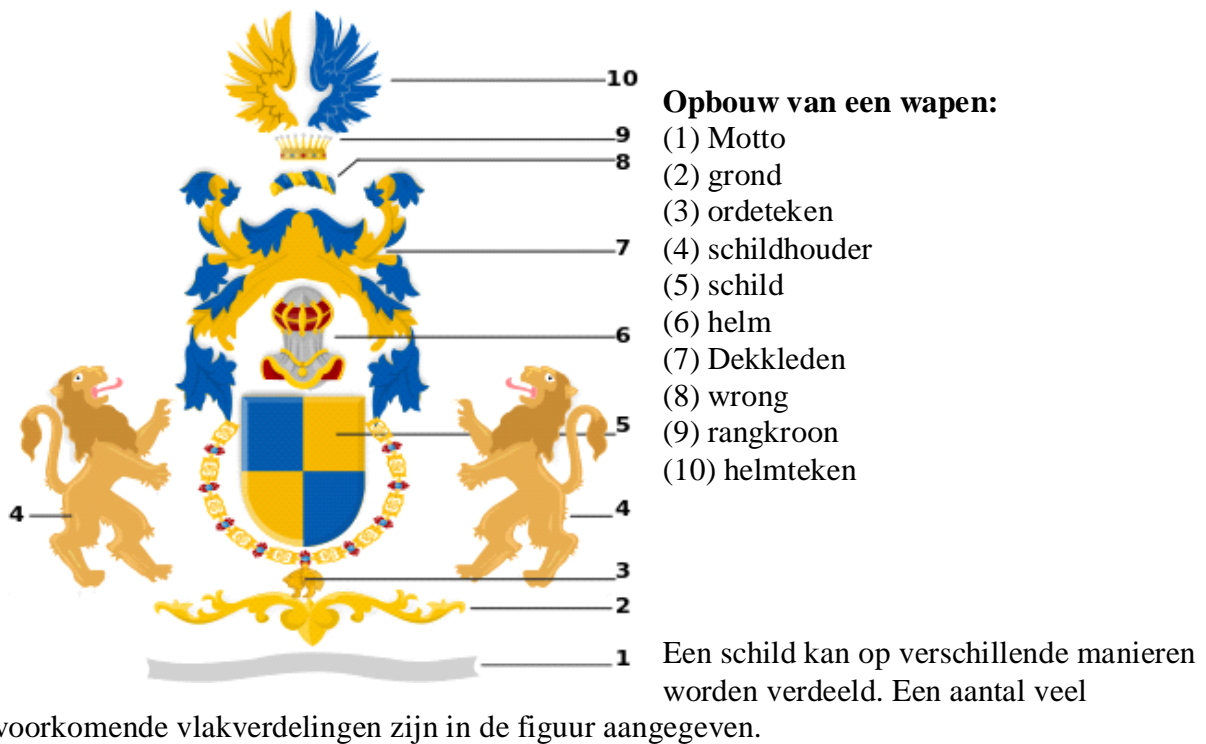 10
9
8
7
6
5
4
4
3
2
1
Opbouw van een wapen:
(1) Motto
(2) grond
(3) ordeteken
(4) schildhouder
(5) schild
(6) helm
(7) Dekkleden
(8) wrong
(9) rangkroon
(10) helmteken
Een schild kan op verschillende manieren
worden verdeeld. Een aantal veel
voorkomende vlakverdelingen zijn in de figuur aangegeven.